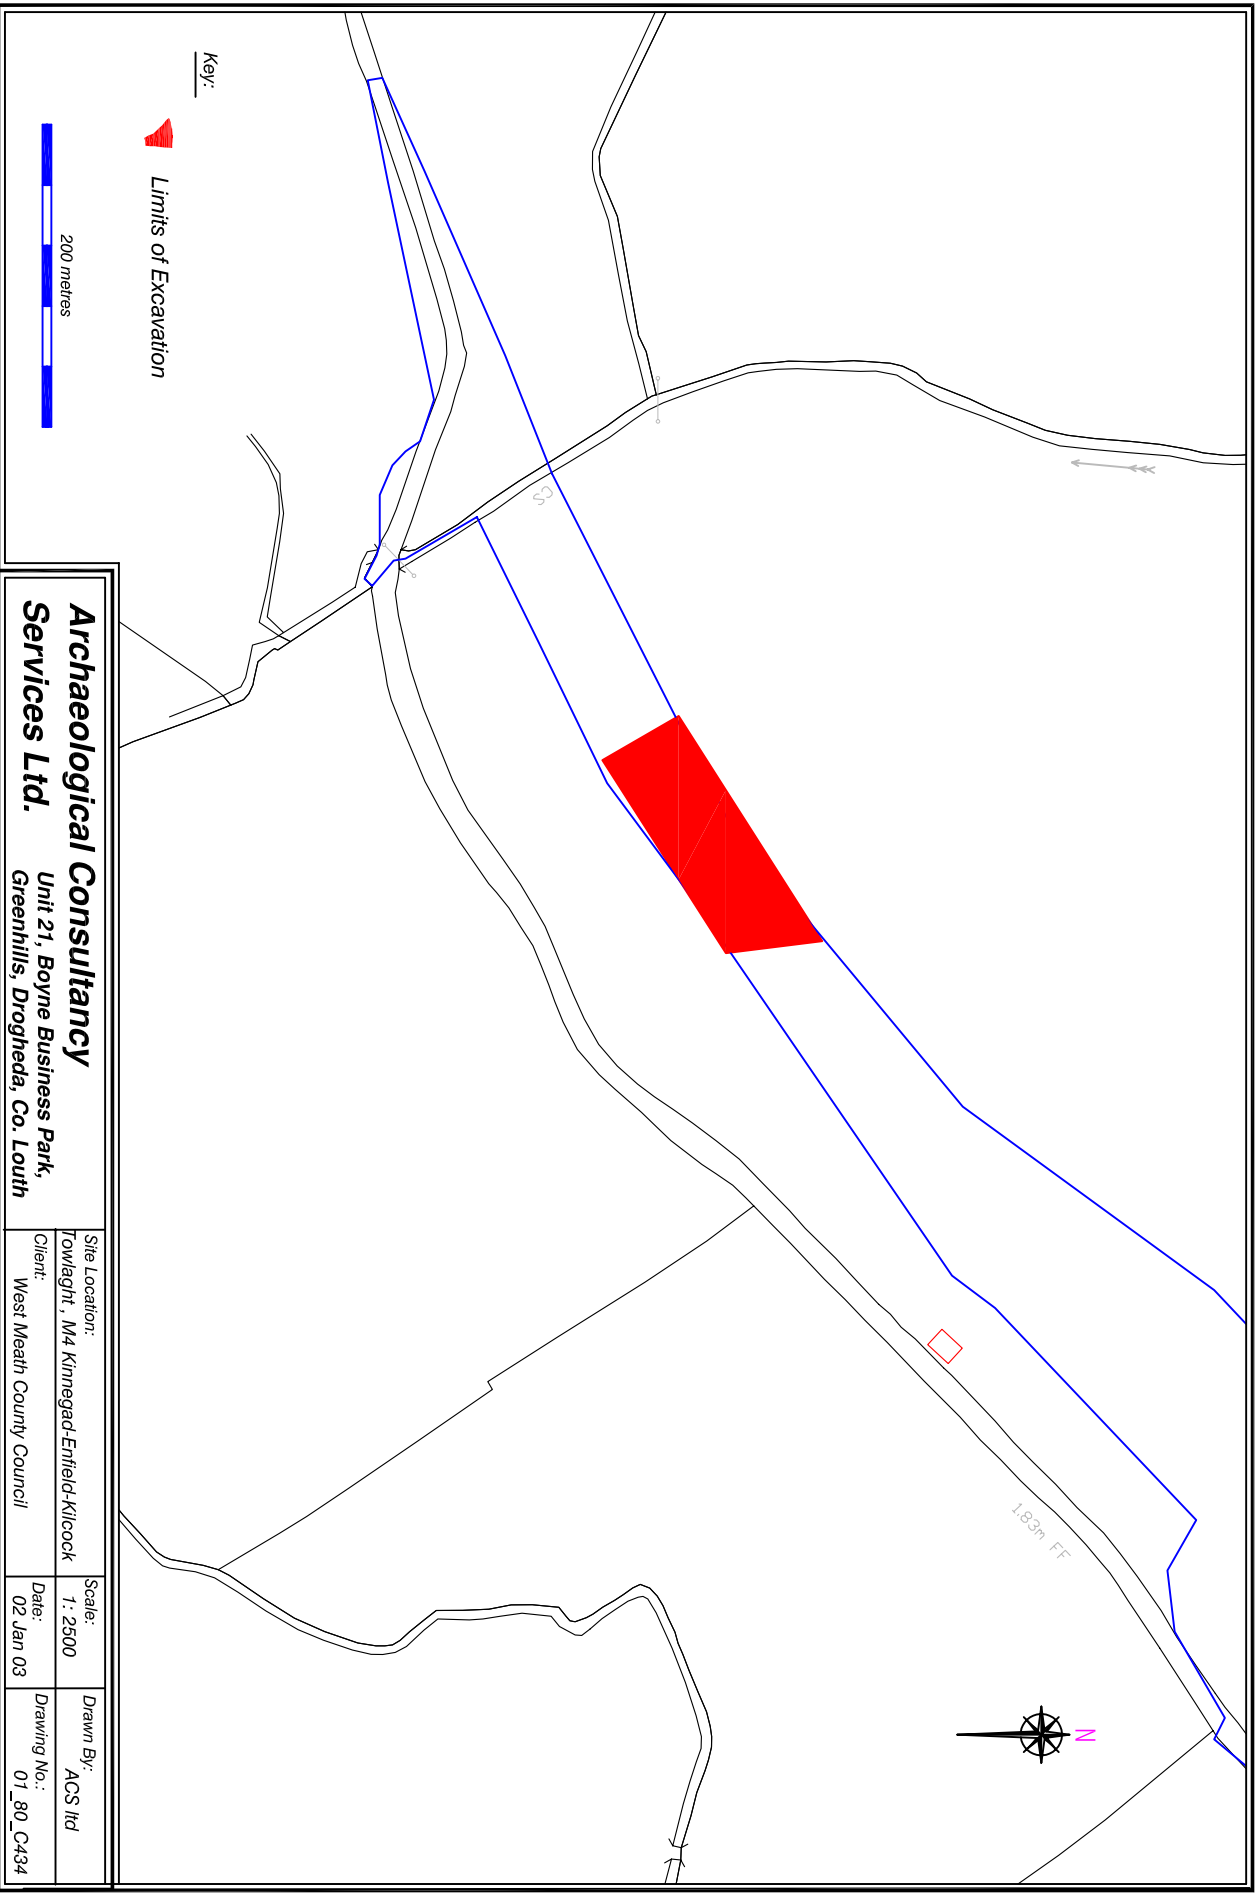 CS
N
1.83m FF
Key:
Limits of Excavation
200 metres
Archaeological Consultancy
Services Ltd.
Unit 21, Boyne Business Park,
Greenhills, Drogheda, Co. Louth
Site Location:
Towlaght , M4 Kinnegad-Enfield-Kilcock
Client:
West Meath County Council
Scale:
1: 2500
Date:
02 Jan 03
Drawn By:
ACS ltd
Drawing No.:
01_80_C434